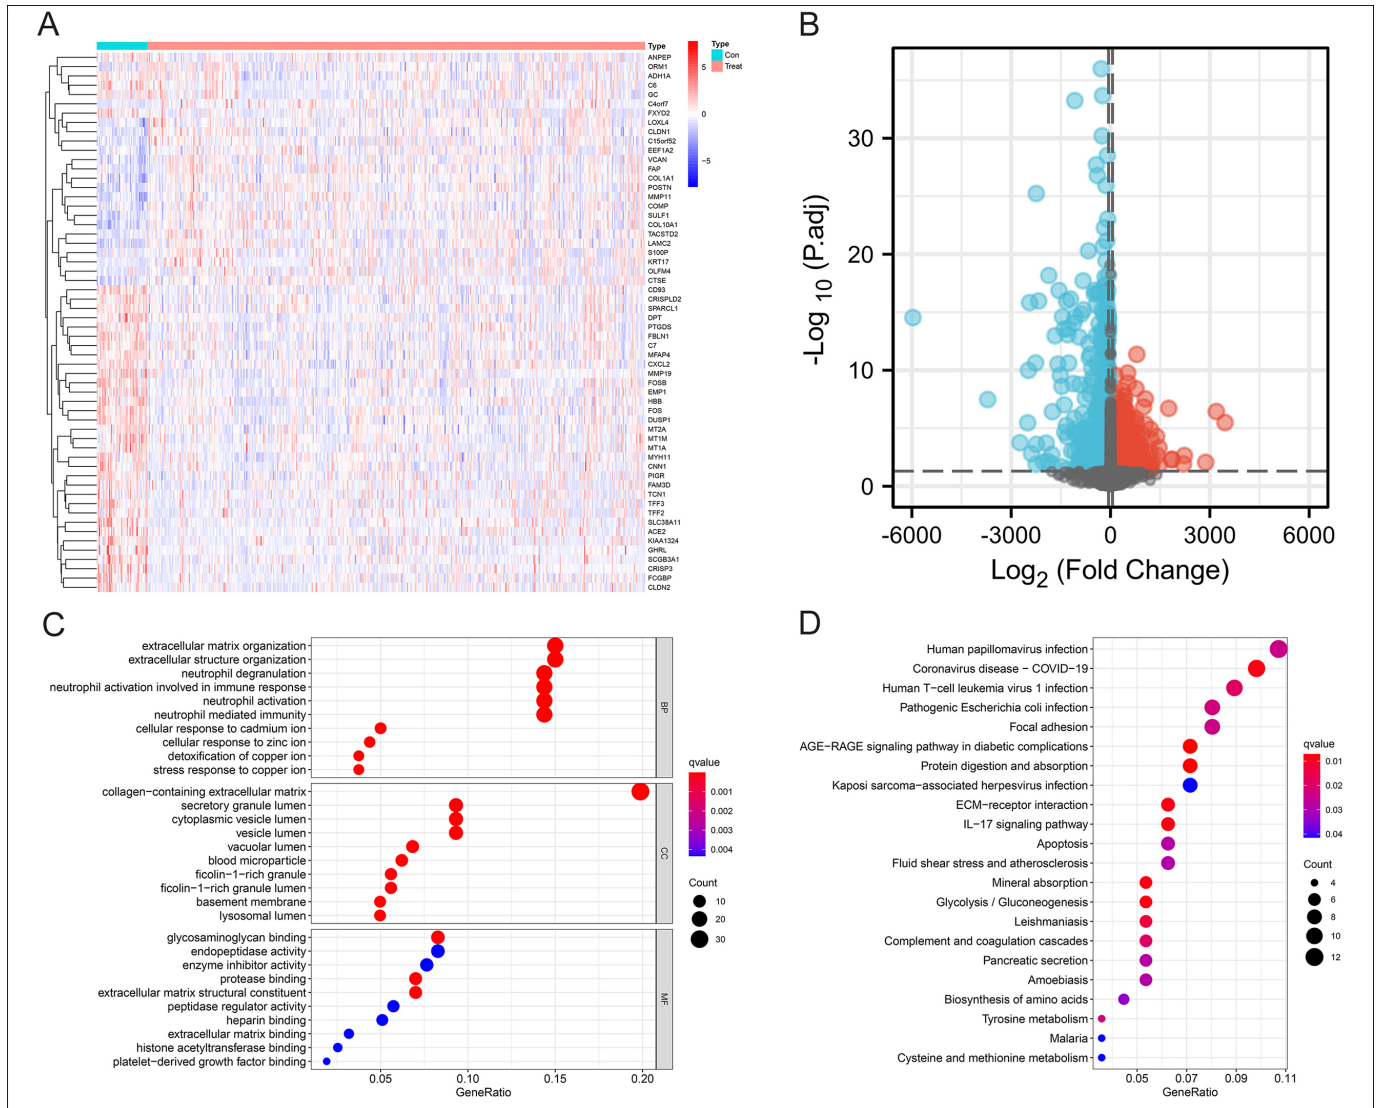 A
Type
ANPEP
ORM1
ADH1A
C6
GC
C4orf7
FXYD2
LOXL4
CLDN1
C15orf52
EEF1A2
VCAN
FAP
COL1A1
POSTN
MMP11
COMP
SULF1
COL10A1
TACSTD2
LAMC2
S100P
KRT17
OLFM4
CTSE
CD93
CRISPLD2
SPARCL1
DPT
PTGDS
FBLN1
C7
MFAP4
CXCL2
MMP19
FOSB
EMP1
HBB
FOS
DUSP1
MT2A
MT1M
MT1A
MYH11
CNN1
PIGR
FAM3D
TCN1
TFF3
TFF2
SLC38A11
ACE2
KIAA1324
GHRL
SCGB3A1
CRISP3
FCGBP
CLDN2
5
0
−5
Type
Con
Treat
B
-Log 10 (P.adj)
30
20
10
0
-6000 -3000 0 3000 6000
Log2 (Fold Change)
C
extracellular matrix organization
extracellular structure organization
neutrophil degranulation
neutrophil activation involved in immune response
neutrophil activation
neutrophil mediated immunity
cellular response to cadmium ion
cellular response to zinc ion
detoxification of copper ion
stress response to copper ion
BP
collagen−containing extracellular matrix
secretory granule lumen
cytoplasmic vesicle lumen
vesicle lumen
vacuolar lumen
blood microparticle
ficolin−1−rich granule
ficolin−1−rich granule lumen
basement membrane
lysosomal lumen
CC
glycosaminoglycan binding
endopeptidase activity
enzyme inhibitor activity
protease binding
extracellular matrix structural constituent
peptidase regulator activity
heparin binding
extracellular matrix binding
histone acetyltransferase binding
platelet−derived growth factor binding
MF
0.05 0.10 0.15 0.20
GeneRatio
qvalue
0.001
0.002
0.003
0.004
Count
10
20
30
D
Human papillomavirus infection
Coronavirus disease − COVID−19
Human T−cell leukemia virus 1 infection
Pathogenic Escherichia coli infection
Focal adhesion
AGE−RAGE signaling pathway in diabetic complications
Protein digestion and absorption
Kaposi sarcoma−associated herpesvirus infection
ECM−receptor interaction
IL−17 signaling pathway
Apoptosis
Fluid shear stress and atherosclerosis
Mineral absorption
Glycolysis / Gluconeogenesis
Leishmaniasis
Complement and coagulation cascades
Pancreatic secretion
Amoebiasis
Biosynthesis of amino acids
Tyrosine metabolism
Malaria
Cysteine and methionine metabolism
0.05 0.07 0.09 0.11
GeneRatio
qvalue
0.01
0.02
0.03
0.04
Count
4
6
8
10
12